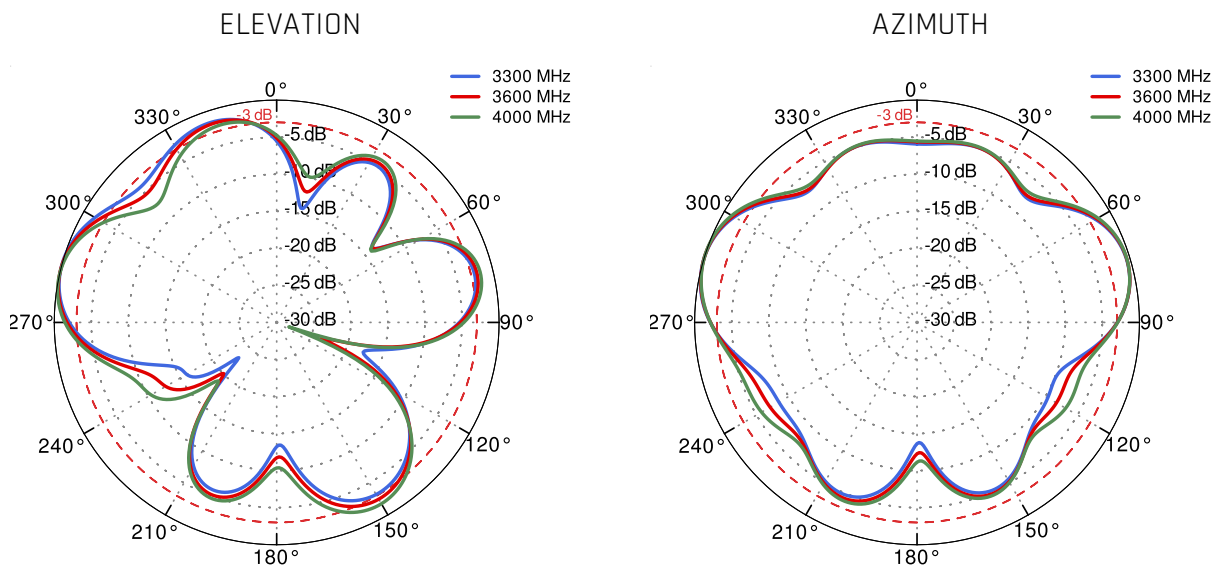 ELEVATION
3300 MHz
3600 MHz
4000 MHz
0°
330°
-3 dB
30°
-5 dB
-10 dB
300°
-15 dB
60°
-20 dB
-25 dB
270°
-30 dB
90°
240°
120°
210°
150°
180°
AZIMUTH
3300 MHz
3600 MHz
4000 MHz
0°
330°
-3 dB
30°
-5 dB
-10 dB
300°
-15 dB
60°
-20 dB
-25 dB
270°
-30 dB
90°
240°
120°
210°
150°
180°